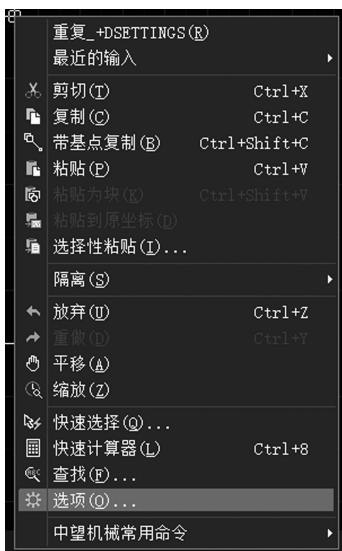 重复_+DSETTINGS(R)
最近的输入
剪切(T) Ctrl+X
复制(C) Ctrl+C
带基点复制(B) Ctrl+Shift+C
粘贴(P) Ctrl+V
粘贴为块(K) Ctrl+Shift+V
粘贴到原坐标(D)
选择性粘贴(I)...
隔离(S)
放弃(U) Ctrl+Z
重做(D) Ctrl+Y
平移(A)
缩放(Z)
快速选择(Q)...
快速计算器(L) Ctrl+8
查找(F)...
选项(O)...
中望机械常用命令